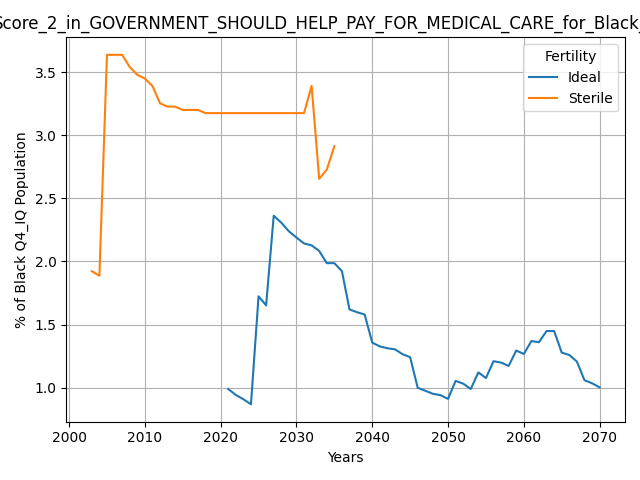 Score_2_in_GOVERNMENT_SHOULD_HELP_PAY_FOR_MEDICAL_CARE_for_Black_
Fertility
Ideal
Sterile
% of Black Q4_IQ Population
3.5
3.0
2.5
2.0
1.5
1.0
2000 2010 2020 2030 2040 2050 2060 2070
Years